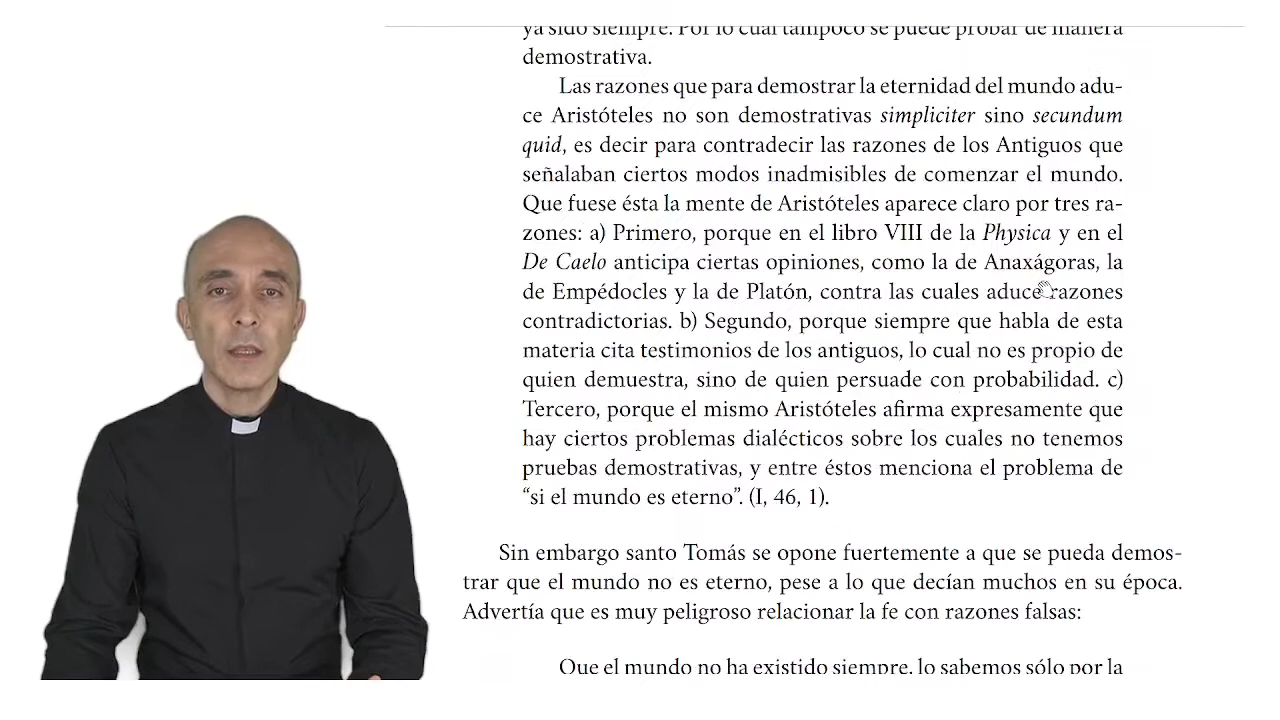 ya sido siempre. Por lo cual tampoco se puede probar de manera
demostrativa.
Las razones que para demostrar la eternidad del mundo adu-
ce Aristóteles no son demostrativas simpliciter sino secundum
quid, es decir para contradecir las razones de los Antiguos que
señalaban ciertos modos inadmisibles de comenzar el mundo.
Que fuese ésta la mente de Aristóteles aparece claro por tres ra-
zones: a) Primero, porque en el libro VIII de la Physica y en el
De Caelo anticipa ciertas opiniones, como la de Anaxágoras, la
de Empédocles y la de Platón, contra las cuales aduce razones
contradictorias. b) Segundo, porque siempre que habla de esta
materia cita testimonios de los antiguos, lo cual no es propio de
quien demuestra, sino de quien persuade con probabilidad. c)
Tercero, porque el mismo Aristóteles afirma expresamente que
hay ciertos problemas dialécticos sobre los cuales no tenemos
pruebas demostrativas, y entre éstos menciona el problema de
“si el mundo es eterno”. (I, 46, 1).
Sin embargo santo Tomás se opone fuertemente a que se pueda demos-
trar que el mundo no es eterno, pese a lo que decían muchos en su época.
Advertía que es muy peligroso relacionar la fe con razones falsas:
Que el mundo no ha existido siempre, lo sabemos sólo por la